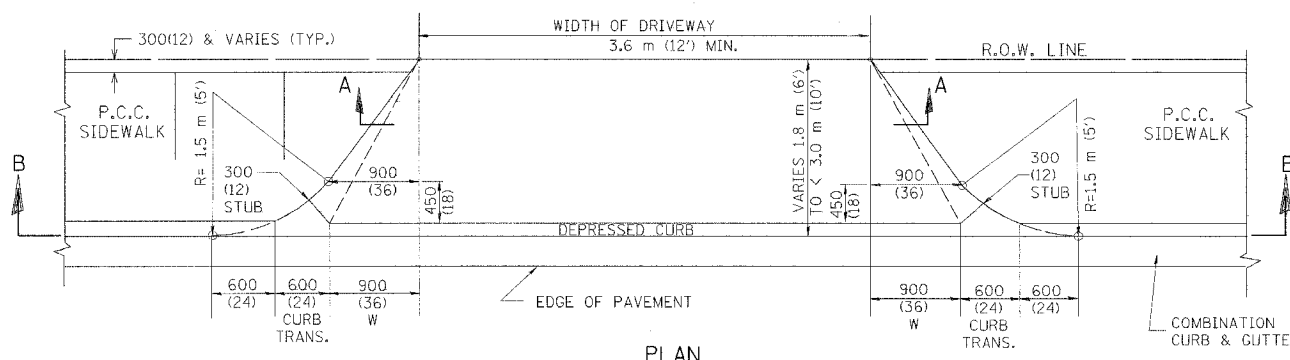 WIDTH OF DRIVEWAY
3.6 m (12') MIN.
300(12) & VARIES (TYP.)
R.O.W. LINE
A
A
P.C.C.
SIDEWALK
P.C.C.
SIDEWALK
R= 1.5 m (5')
300
(12)
STUB
900
(36)
450
(18)
VARIES 1.8 m (6')
TO < 3.0 m (10")
900
(36)
450
(18)
300
(12)
STUB
R=1.5 m (5')
B
B
DEPRESSED CURB
600
(24)
600
(24)
CURB
TRANS.
900
(36)
W
EDGE OF PAVEMENT
900
(36)
W
600
(24)
CURB
TRANS.
600
(24)
COMBINATION
CURB & GUTTE
PLAN